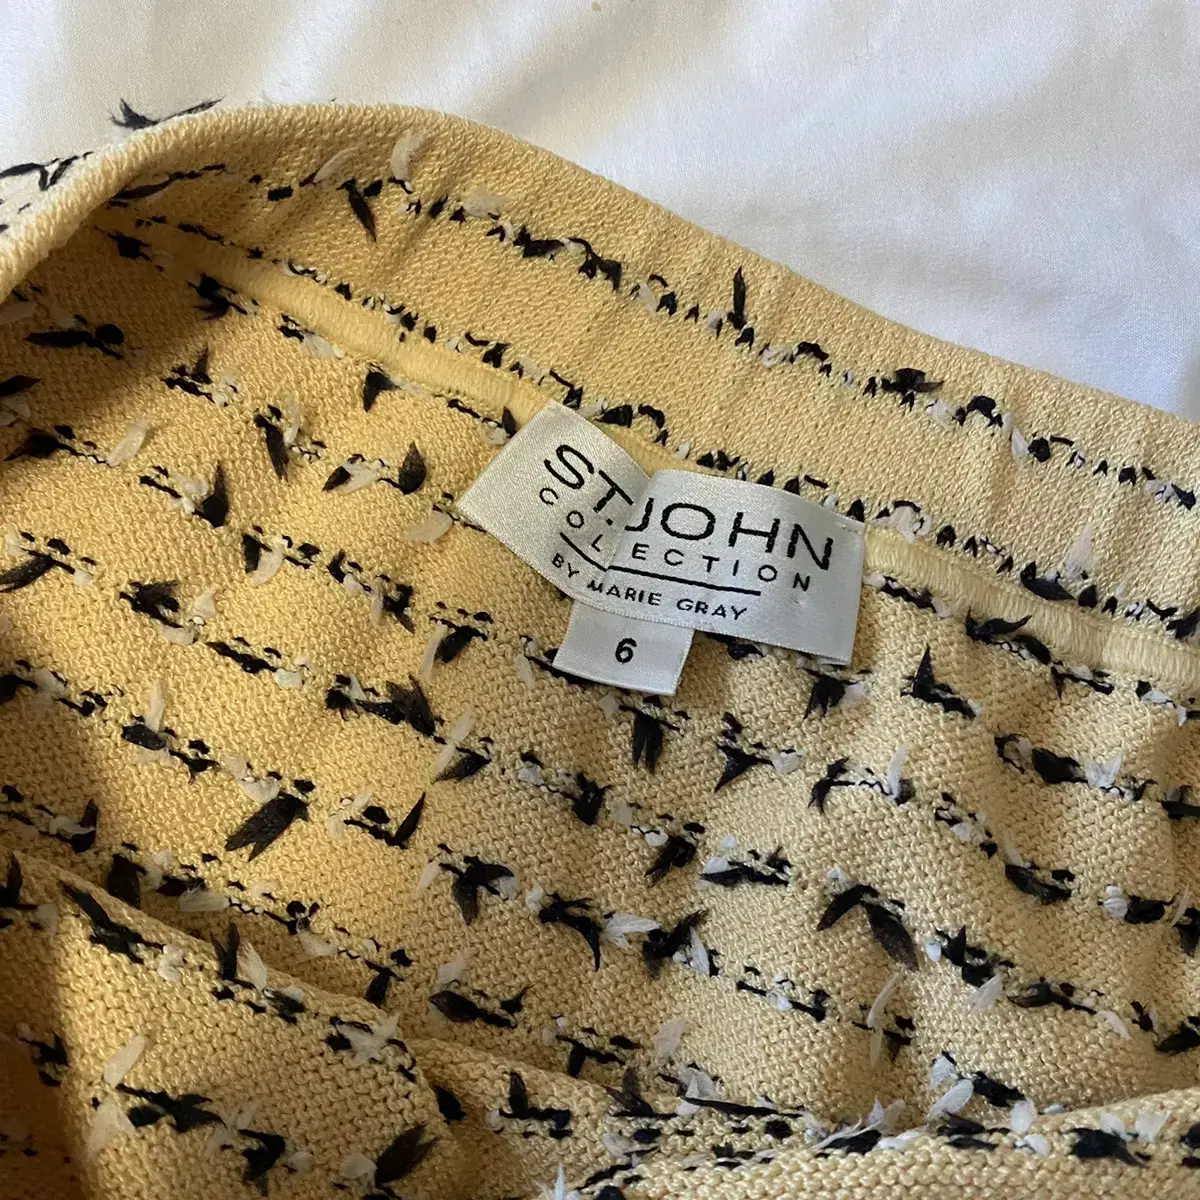 ST. JOHN
COLLECTION
BY MARIE GRAY
6